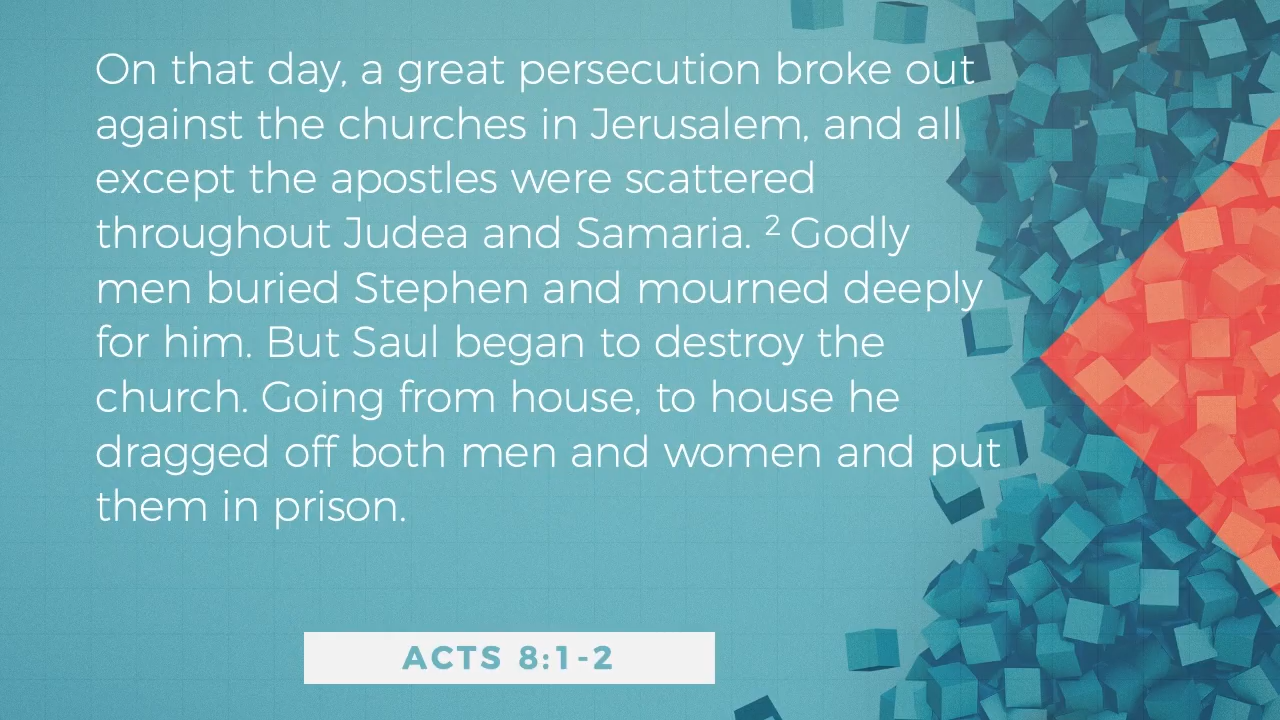 On that day, a great persecution broke out
against the churches in Jerusalem, and all
except the apostles were scattered
throughout Judea and Samaria. ² Godly
men buried Stephen and mourned deeply
for him. But Saul began to destroy the
church. Going from house, to house he
dragged off both men and women and put
them in prison.
ACTS 8:1-2